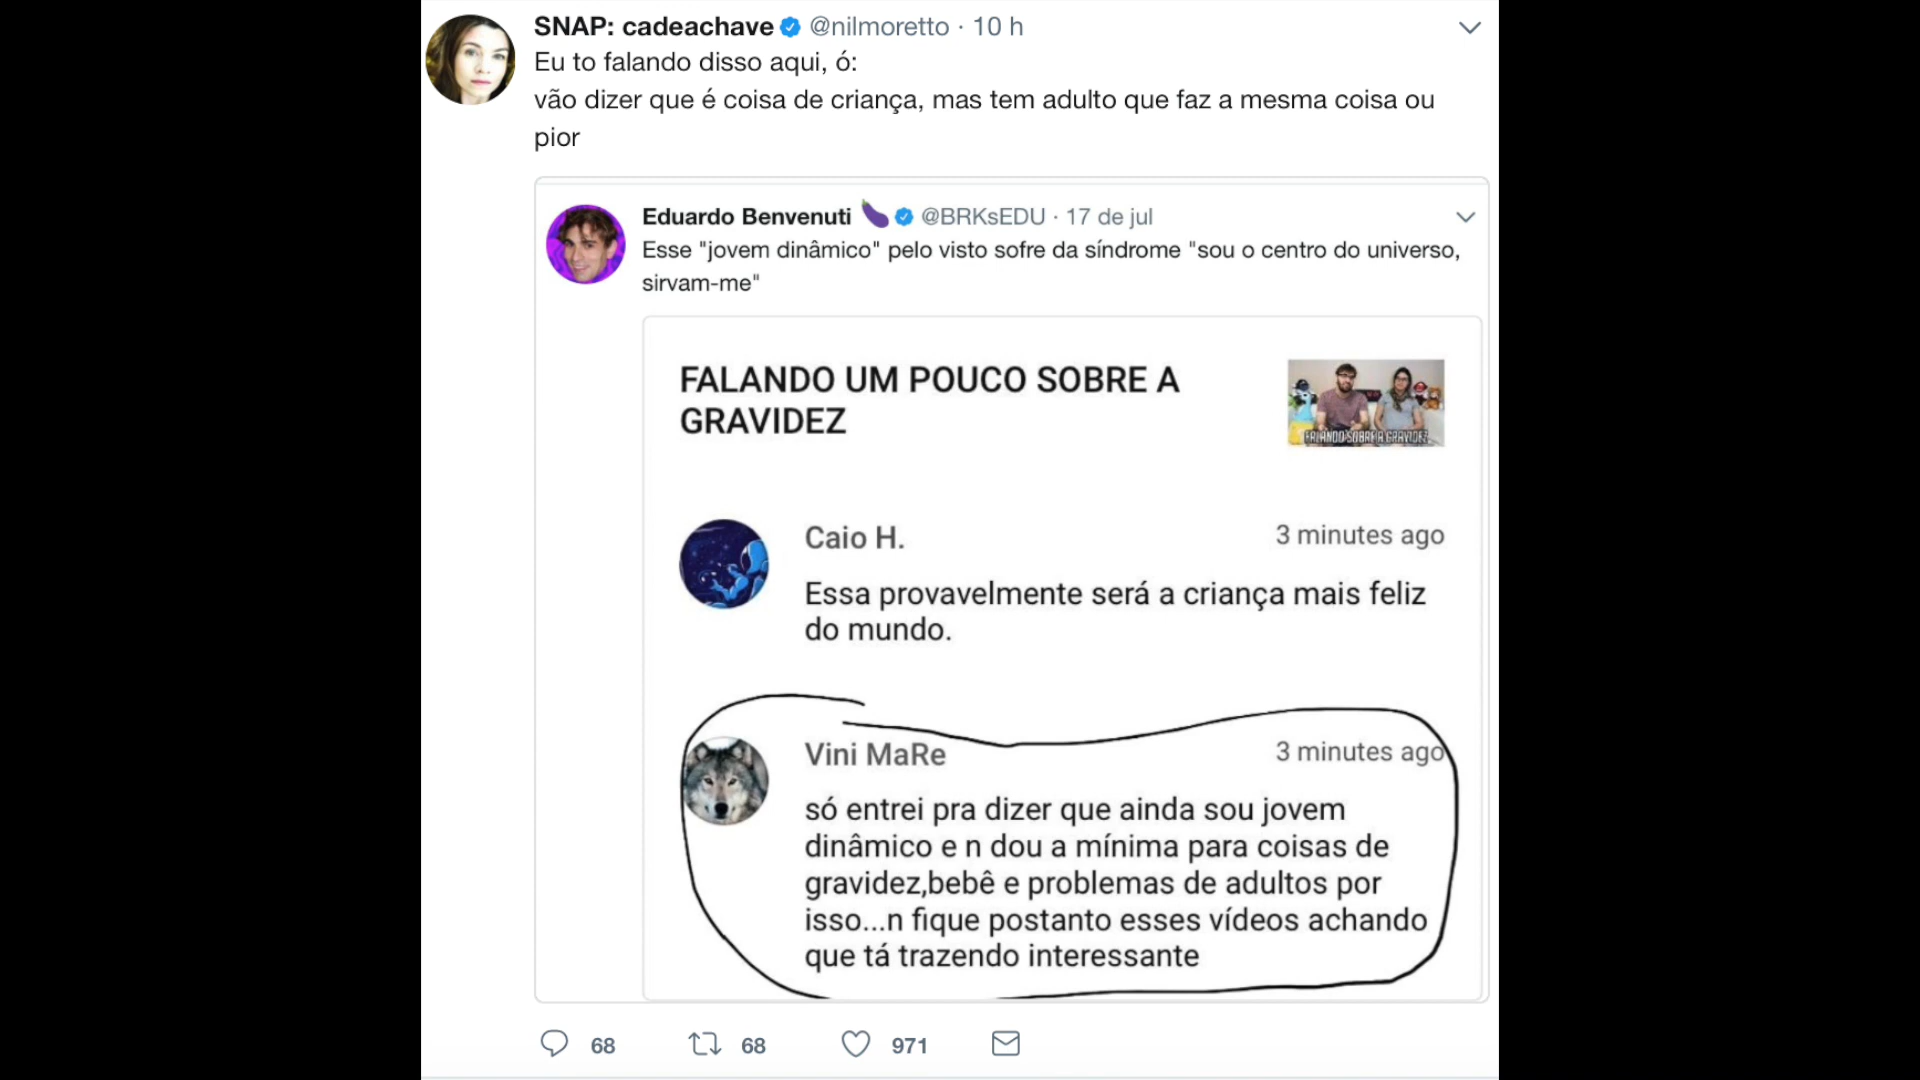 SNAP: cadeachave @nilmoretto · 10 h
Eu to falando disso aqui, ó:
vão dizer que é coisa de criança, mas tem adulto que faz a mesma coisa ou
pior
Eduardo Benvenuti @BRKsEDU · 17 de jul
Esse "jovem dinâmico" pelo visto sofre da síndrome "sou o centro do universo,
sirvam-me"
FALANDO UM POUCO SOBRE A
GRAVIDEZ
FALANDO SOBRE A GRAVIDEZ
Caio H. 3 minutes ago
Essa provavelmente será a criança mais feliz
do mundo.
Vini MaRe 3 minutes ago
só entrei pra dizer que ainda sou jovem
dinâmico e n dou a mínima para coisas de
gravidez,bebê e problemas de adultos por
isso...n fique postanto esses vídeos achando
que tá trazendo interessante
68 68 971